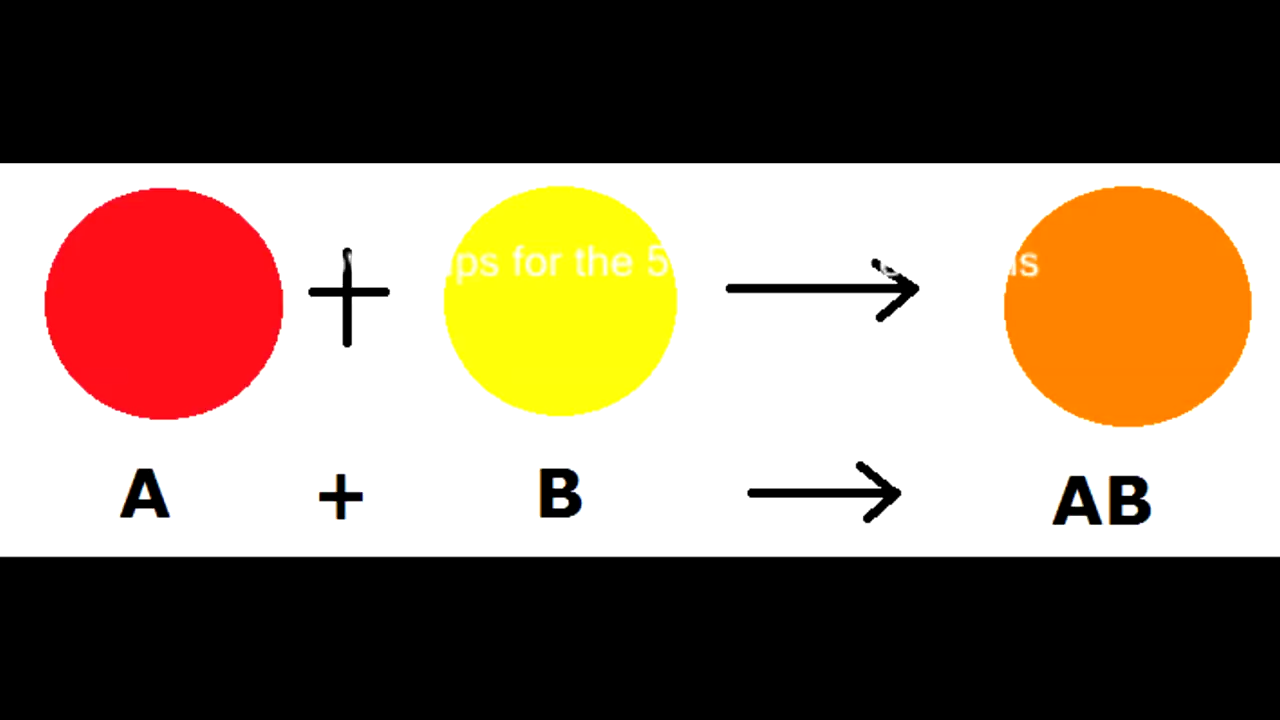 ps for the 5
A + B → AB